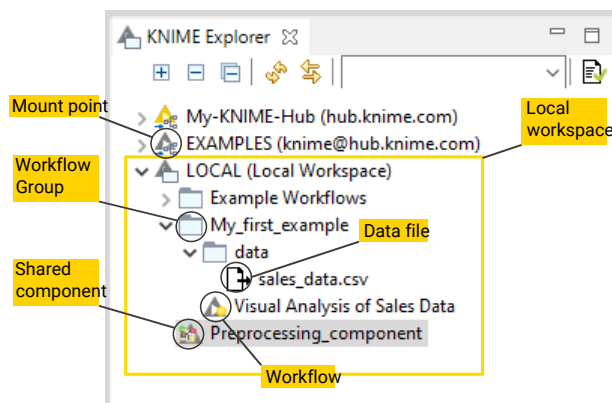 KNIME Explorer
Mount point
My-KNIME-Hub (hub.knime.com)
Local
workspace
EXAMPLES (knime@hub.knime.com)
Workflow
Group
LOCAL (Local Workspace)
Example Workflows
My_first_example
Data file
data
Shared
component
sales_data.csv
Visual Analysis of Sales Data
Preprocessing_component
Workflow